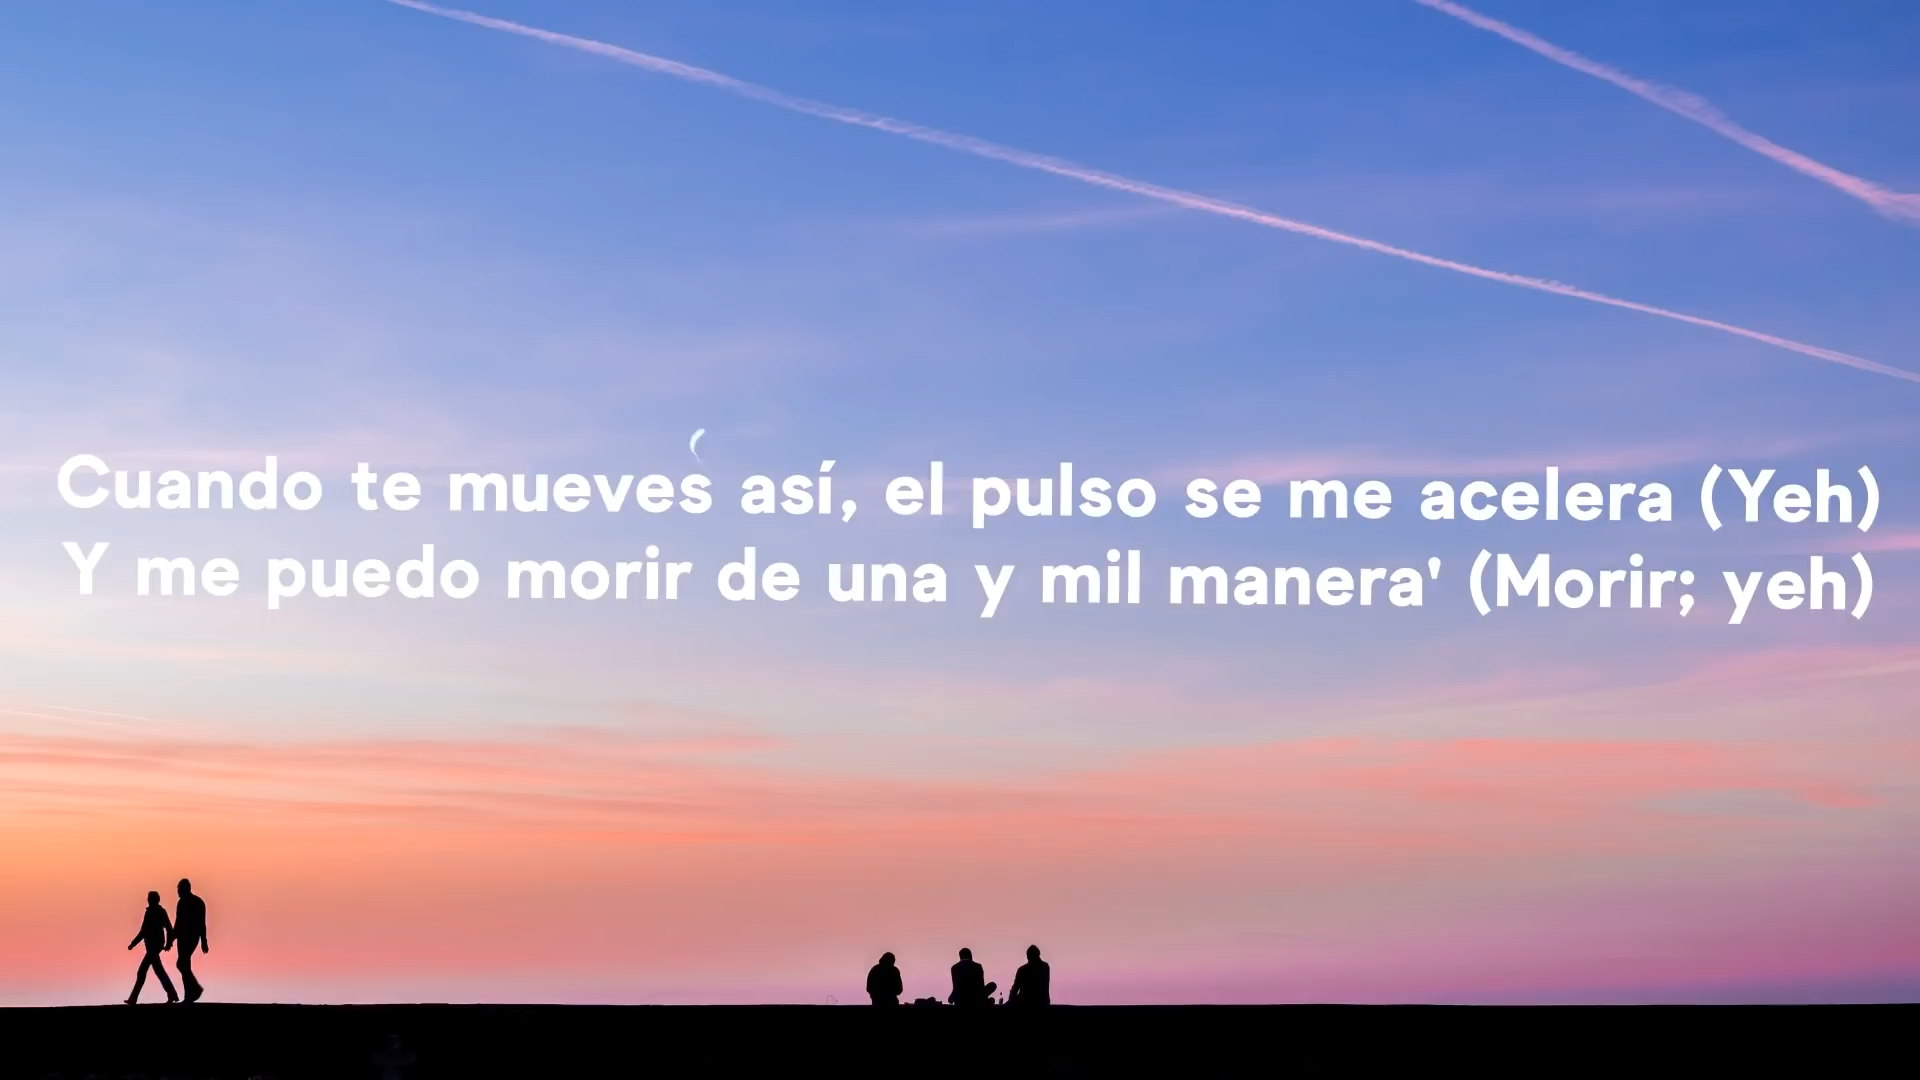 Cuando te mueves así, el pulso se me acelera (Yeh)
Y me puedo morir de una y mil manera' (Morir; yeh)